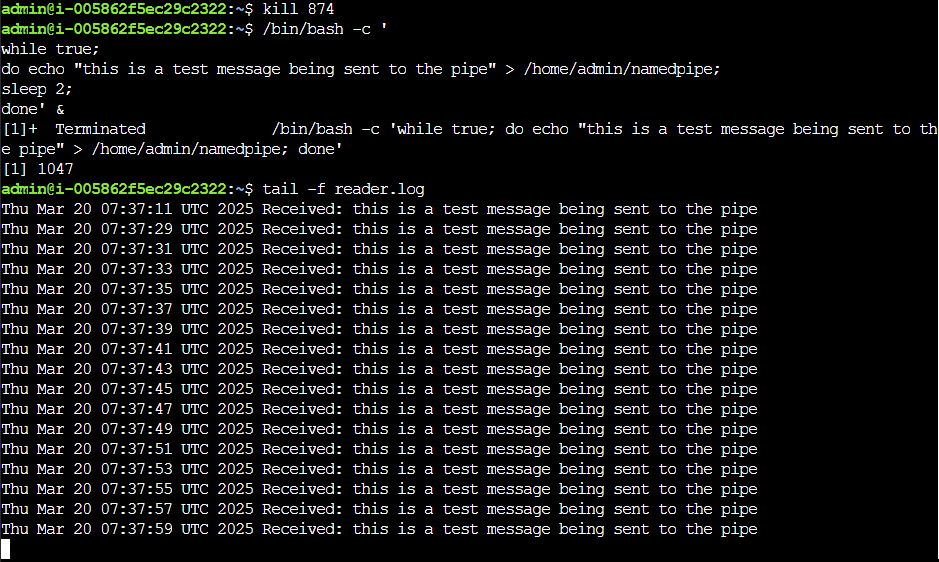 admin@i-005862f5ec29c2322:~$ kill 874
admin@i-005862f5ec29c2322:~$ /bin/bash -c '
while true;
do echo "this is a test message being sent to the pipe" > /home/admin/namedpipe;
sleep 2;
done' &
[1]+  Terminated              /bin/bash -c 'while true; do echo "this is a test message being sent to th
e pipe" > /home/admin/namedpipe; done'
[1] 1047
admin@i-005862f5ec29c2322:~$ tail -f reader.log
Thu Mar 20 07:37:11 UTC 2025 Received: this is a test message being sent to the pipe
Thu Mar 20 07:37:29 UTC 2025 Received: this is a test message being sent to the pipe
Thu Mar 20 07:37:31 UTC 2025 Received: this is a test message being sent to the pipe
Thu Mar 20 07:37:33 UTC 2025 Received: this is a test message being sent to the pipe
Thu Mar 20 07:37:35 UTC 2025 Received: this is a test message being sent to the pipe
Thu Mar 20 07:37:37 UTC 2025 Received: this is a test message being sent to the pipe
Thu Mar 20 07:37:39 UTC 2025 Received: this is a test message being sent to the pipe
Thu Mar 20 07:37:41 UTC 2025 Received: this is a test message being sent to the pipe
Thu Mar 20 07:37:43 UTC 2025 Received: this is a test message being sent to the pipe
Thu Mar 20 07:37:45 UTC 2025 Received: this is a test message being sent to the pipe
Thu Mar 20 07:37:47 UTC 2025 Received: this is a test message being sent to the pipe
Thu Mar 20 07:37:49 UTC 2025 Received: this is a test message being sent to the pipe
Thu Mar 20 07:37:51 UTC 2025 Received: this is a test message being sent to the pipe
Thu Mar 20 07:37:53 UTC 2025 Received: this is a test message being sent to the pipe
Thu Mar 20 07:37:55 UTC 2025 Received: this is a test message being sent to the pipe
Thu Mar 20 07:37:57 UTC 2025 Received: this is a test message being sent to the pipe
Thu Mar 20 07:37:59 UTC 2025 Received: this is a test message being sent to the pipe